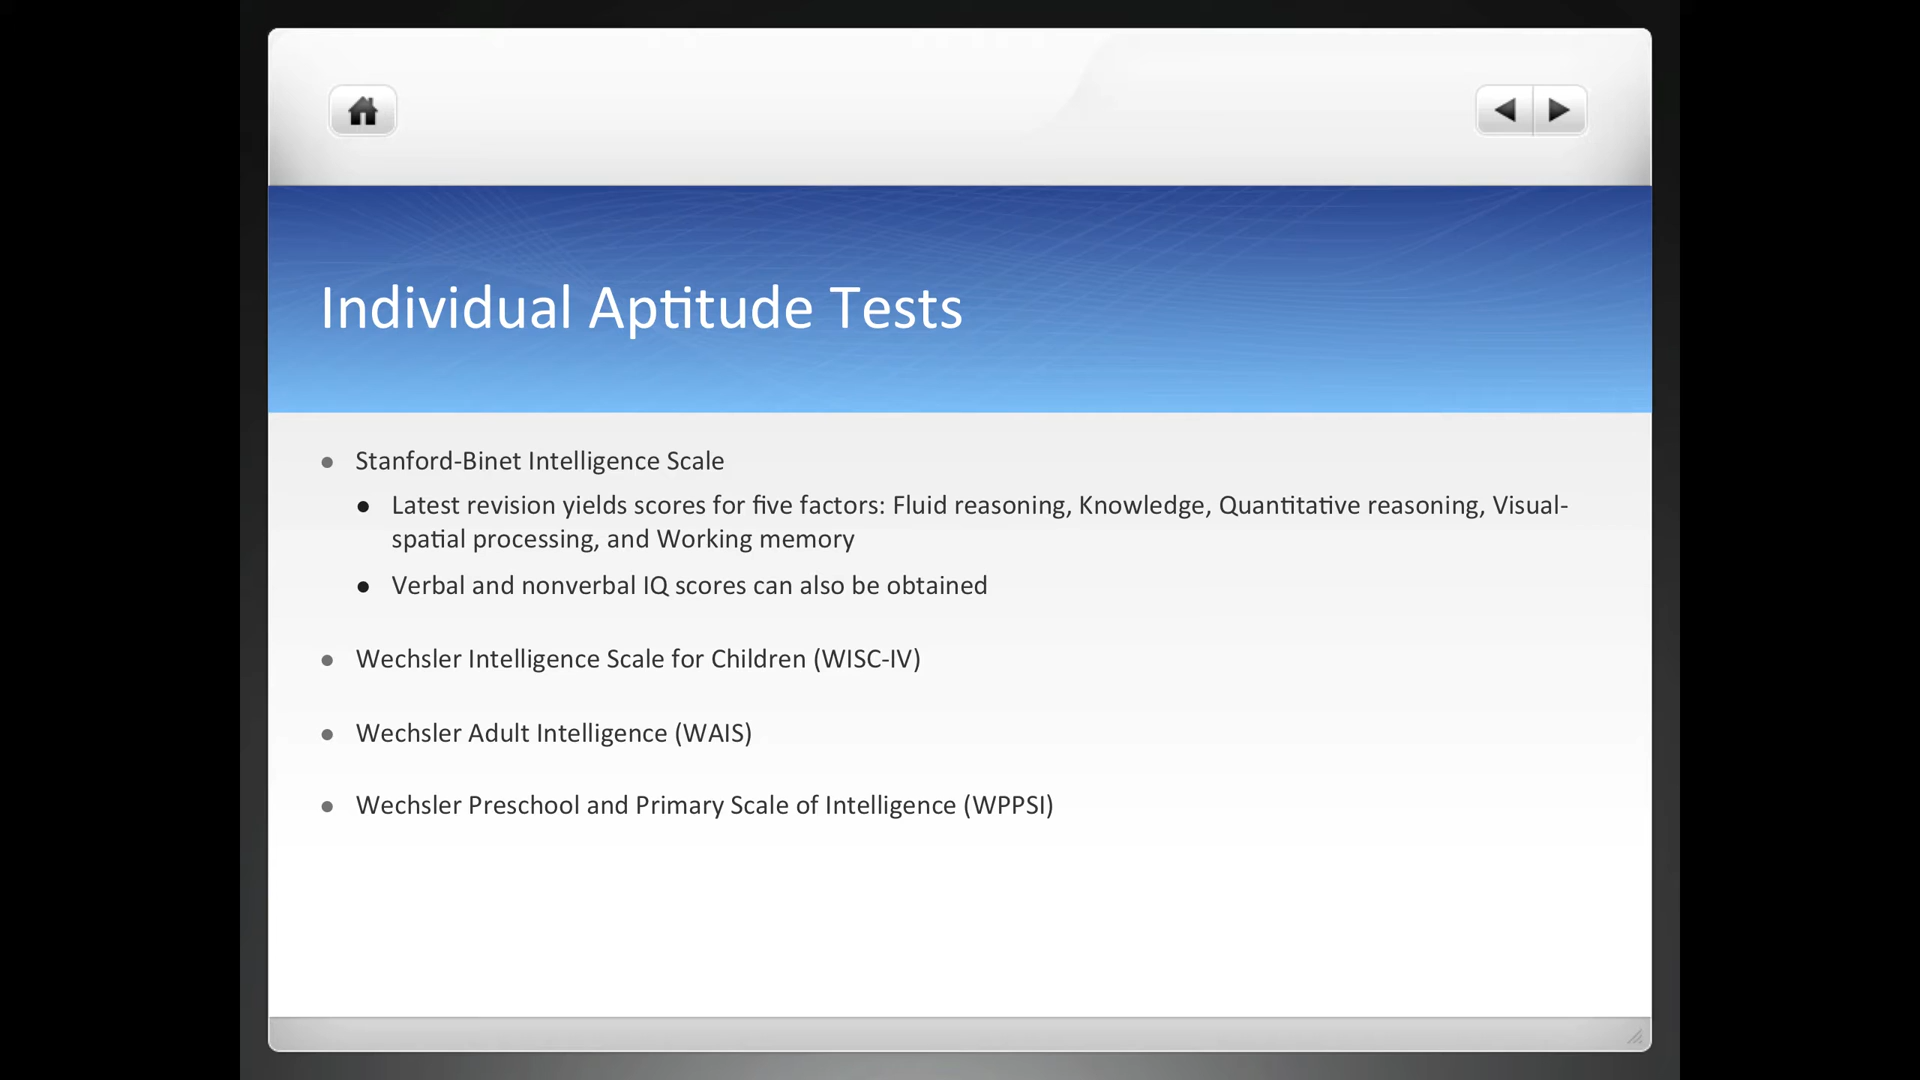 Individual Aptitude Tests
Stanford-Binet Intelligence Scale
Latest revision yields scores for five factors: Fluid reasoning, Knowledge, Quantitative reasoning, Visual-
spatial processing, and Working memory
Verbal and nonverbal IQ scores can also be obtained
Wechsler Intelligence Scale for Children (WISC-IV)
Wechsler Adult Intelligence (WAIS)
Wechsler Preschool and Primary Scale of Intelligence (WPPSI)